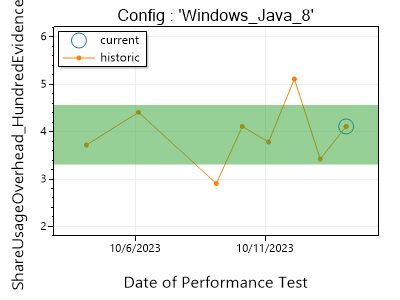 Config : 'Windows_Java_8'
ShareUsageOverhead_HundredEvidence
6
5
4
3
2
current
historic
10/6/2023
10/11/2023
Date of Performance Test